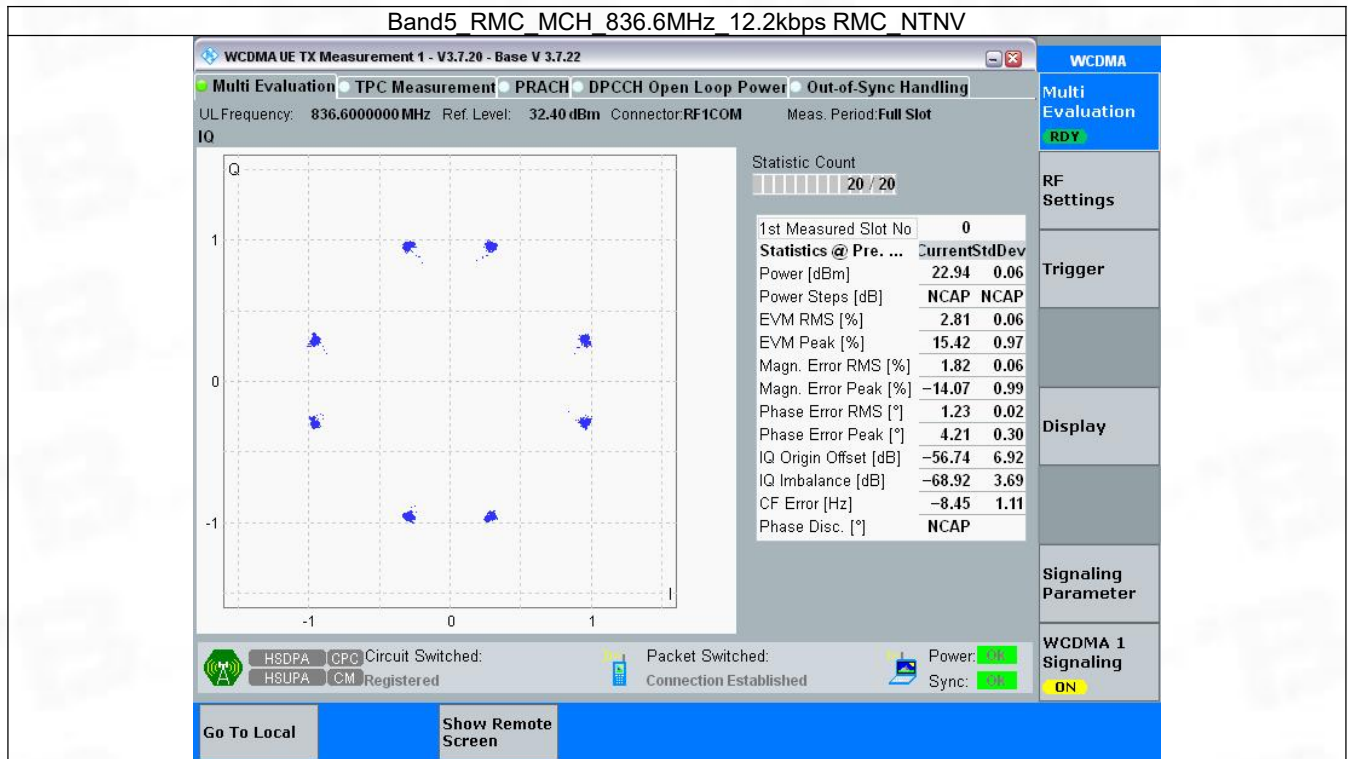 Band5_RMC_MCH_836.6MHz_12.2kbps RMC_NTNV
WCDMA UE TX Measurement 1 - V3.7.20 - Base V 3.7.22
WCDMA
Multi Evaluation TPC Measurement PRACH DPCCH Open Loop Power Out-of-Sync Handling
Multi
Evaluation
RDY
UL Frequency: 836.6000000 MHz Ref. Level: 32.40 dBm Connector:RF1COM Meas. Period:Full Slot
IQ
Q
1
0
-1
I
-1 0 1
Statistic Count
20 / 20
1st Measured Slot No 0
Statistics @ Pre. ... CurrentStdDev
Power [dBm] 22.94 0.06
Power Steps [dB] NCAP NCAP
EVM RMS [%] 2.81 0.06
EVM Peak [%] 15.42 0.97
Magn. Error RMS [%] 1.82 0.06
Magn. Error Peak [%] −14.07 0.99
Phase Error RMS [°] 1.23 0.02
Phase Error Peak [°] 4.21 0.30
IQ Origin Offset [dB] −56.74 6.92
IQ Imbalance [dB] −68.92 3.69
CF Error [Hz] −8.45 1.11
Phase Disc. [°] NCAP
RF
Settings
Trigger
Display
Signaling
Parameter
WCDMA 1
Signaling
ON
HSDPA CPC Circuit Switched: Packet Switched: Power: OK
HSUPA CM Registered Connection Established Sync: OK
Go To Local
Show Remote
Screen